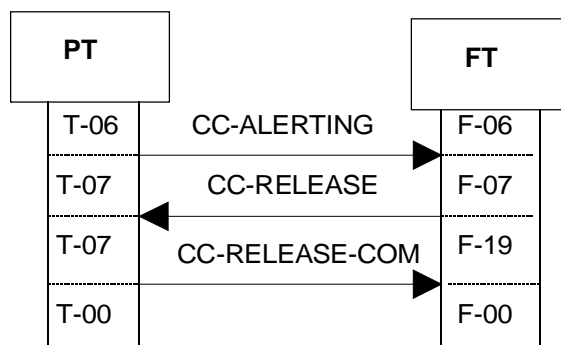 PT
FT
T-06 CC-ALERTING F-06
T-07 CC-RELEASE F-07
T-07 CC-RELEASE-COM F-19
T-00 F-00